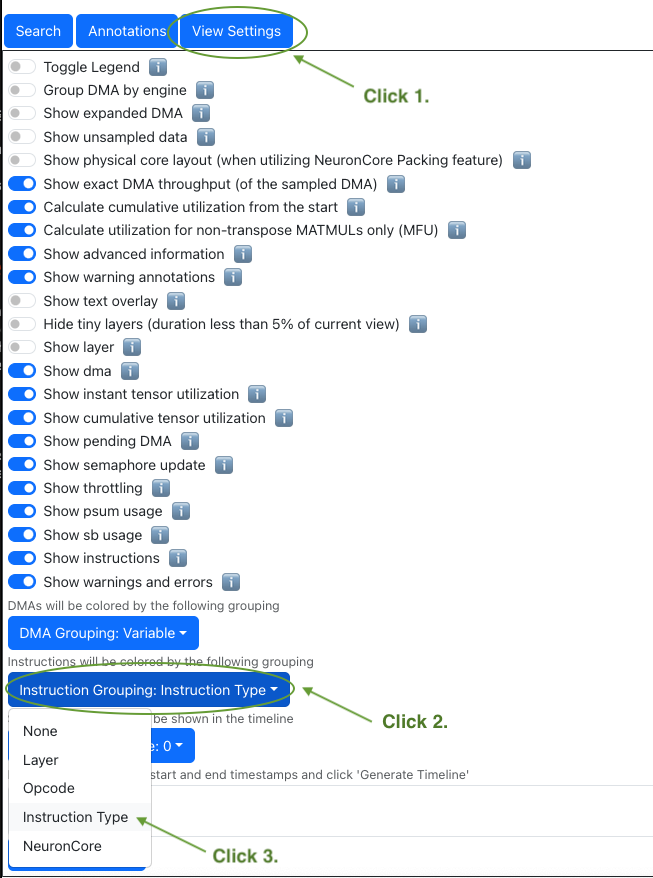 Search Annotations View Settings
Toggle Legend i
Click 1.
Group DMA by engine i
Show expanded DMA i
Show unsampled data i
Show physical core layout (when utilizing NeuronCore Packing feature) i
Show exact DMA throughput (of the sampled DMA) i
Calculate cumulative utilization from the start i
Calculate utilization for non-transpose MATMULs only (MFU) i
Show advanced information i
Show warning annotations i
Show text overlay i
Hide tiny layers (duration less than 5% of current view) i
Show layer i
Show dma i
Show instant tensor utilization i
Show cumulative tensor utilization i
Show pending DMA i
Show semaphore update i
Show throttling i
Show psum usage i
Show sb usage i
Show instructions i
Show warnings and errors i
DMAs will be colored by the following grouping
DMA Grouping: Variable
Instructions will be colored by the following grouping
Instruction Grouping: Instruction Type
Click 2.
be shown in the timeline
None
: 0
Layer
start and end timestamps and click 'Generate Timeline'
Opcode
Instruction Type
NeuronCore
Click 3.